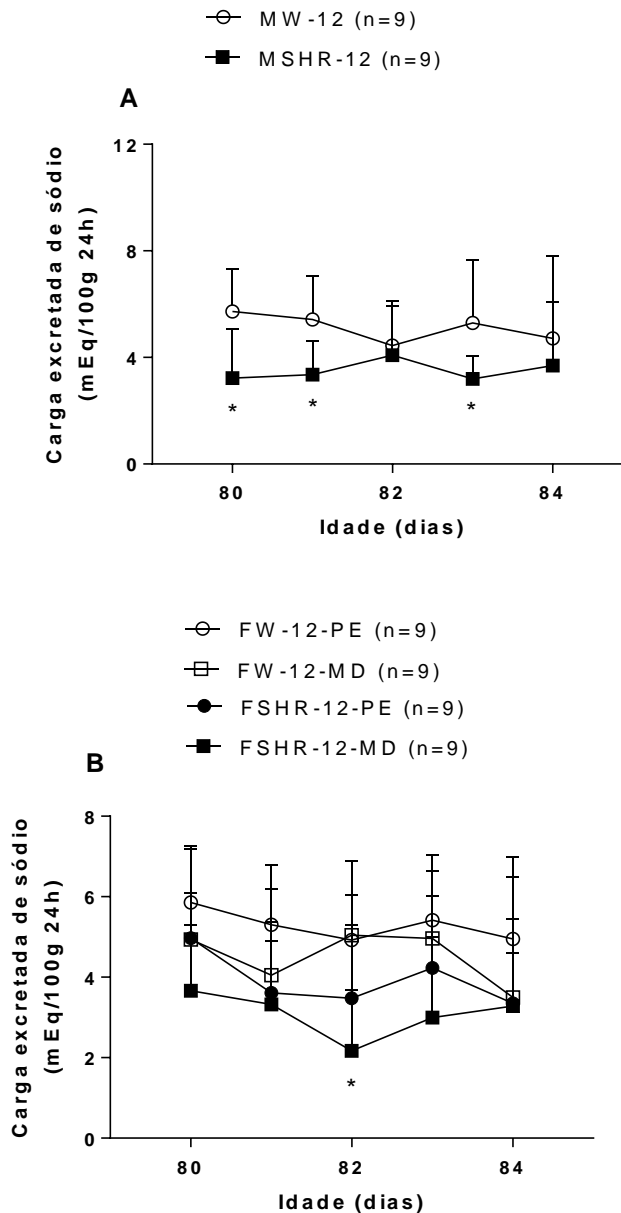 MW-12 (n=9)
MSHR-12 (n=9)
A
Carga excretada de sódio
(mEq/100g 24h)
12
8
4
0
* * *
80 82 84
Idade (dias)
FW-12-PE (n=9)
FW-12-MD (n=9)
FSHR-12-PE (n=9)
FSHR-12-MD (n=9)
B
Carga excretada de sódio
(mEq/100g 24h)
8
6
4
2
0
*
80 82 84
Idade (dias)